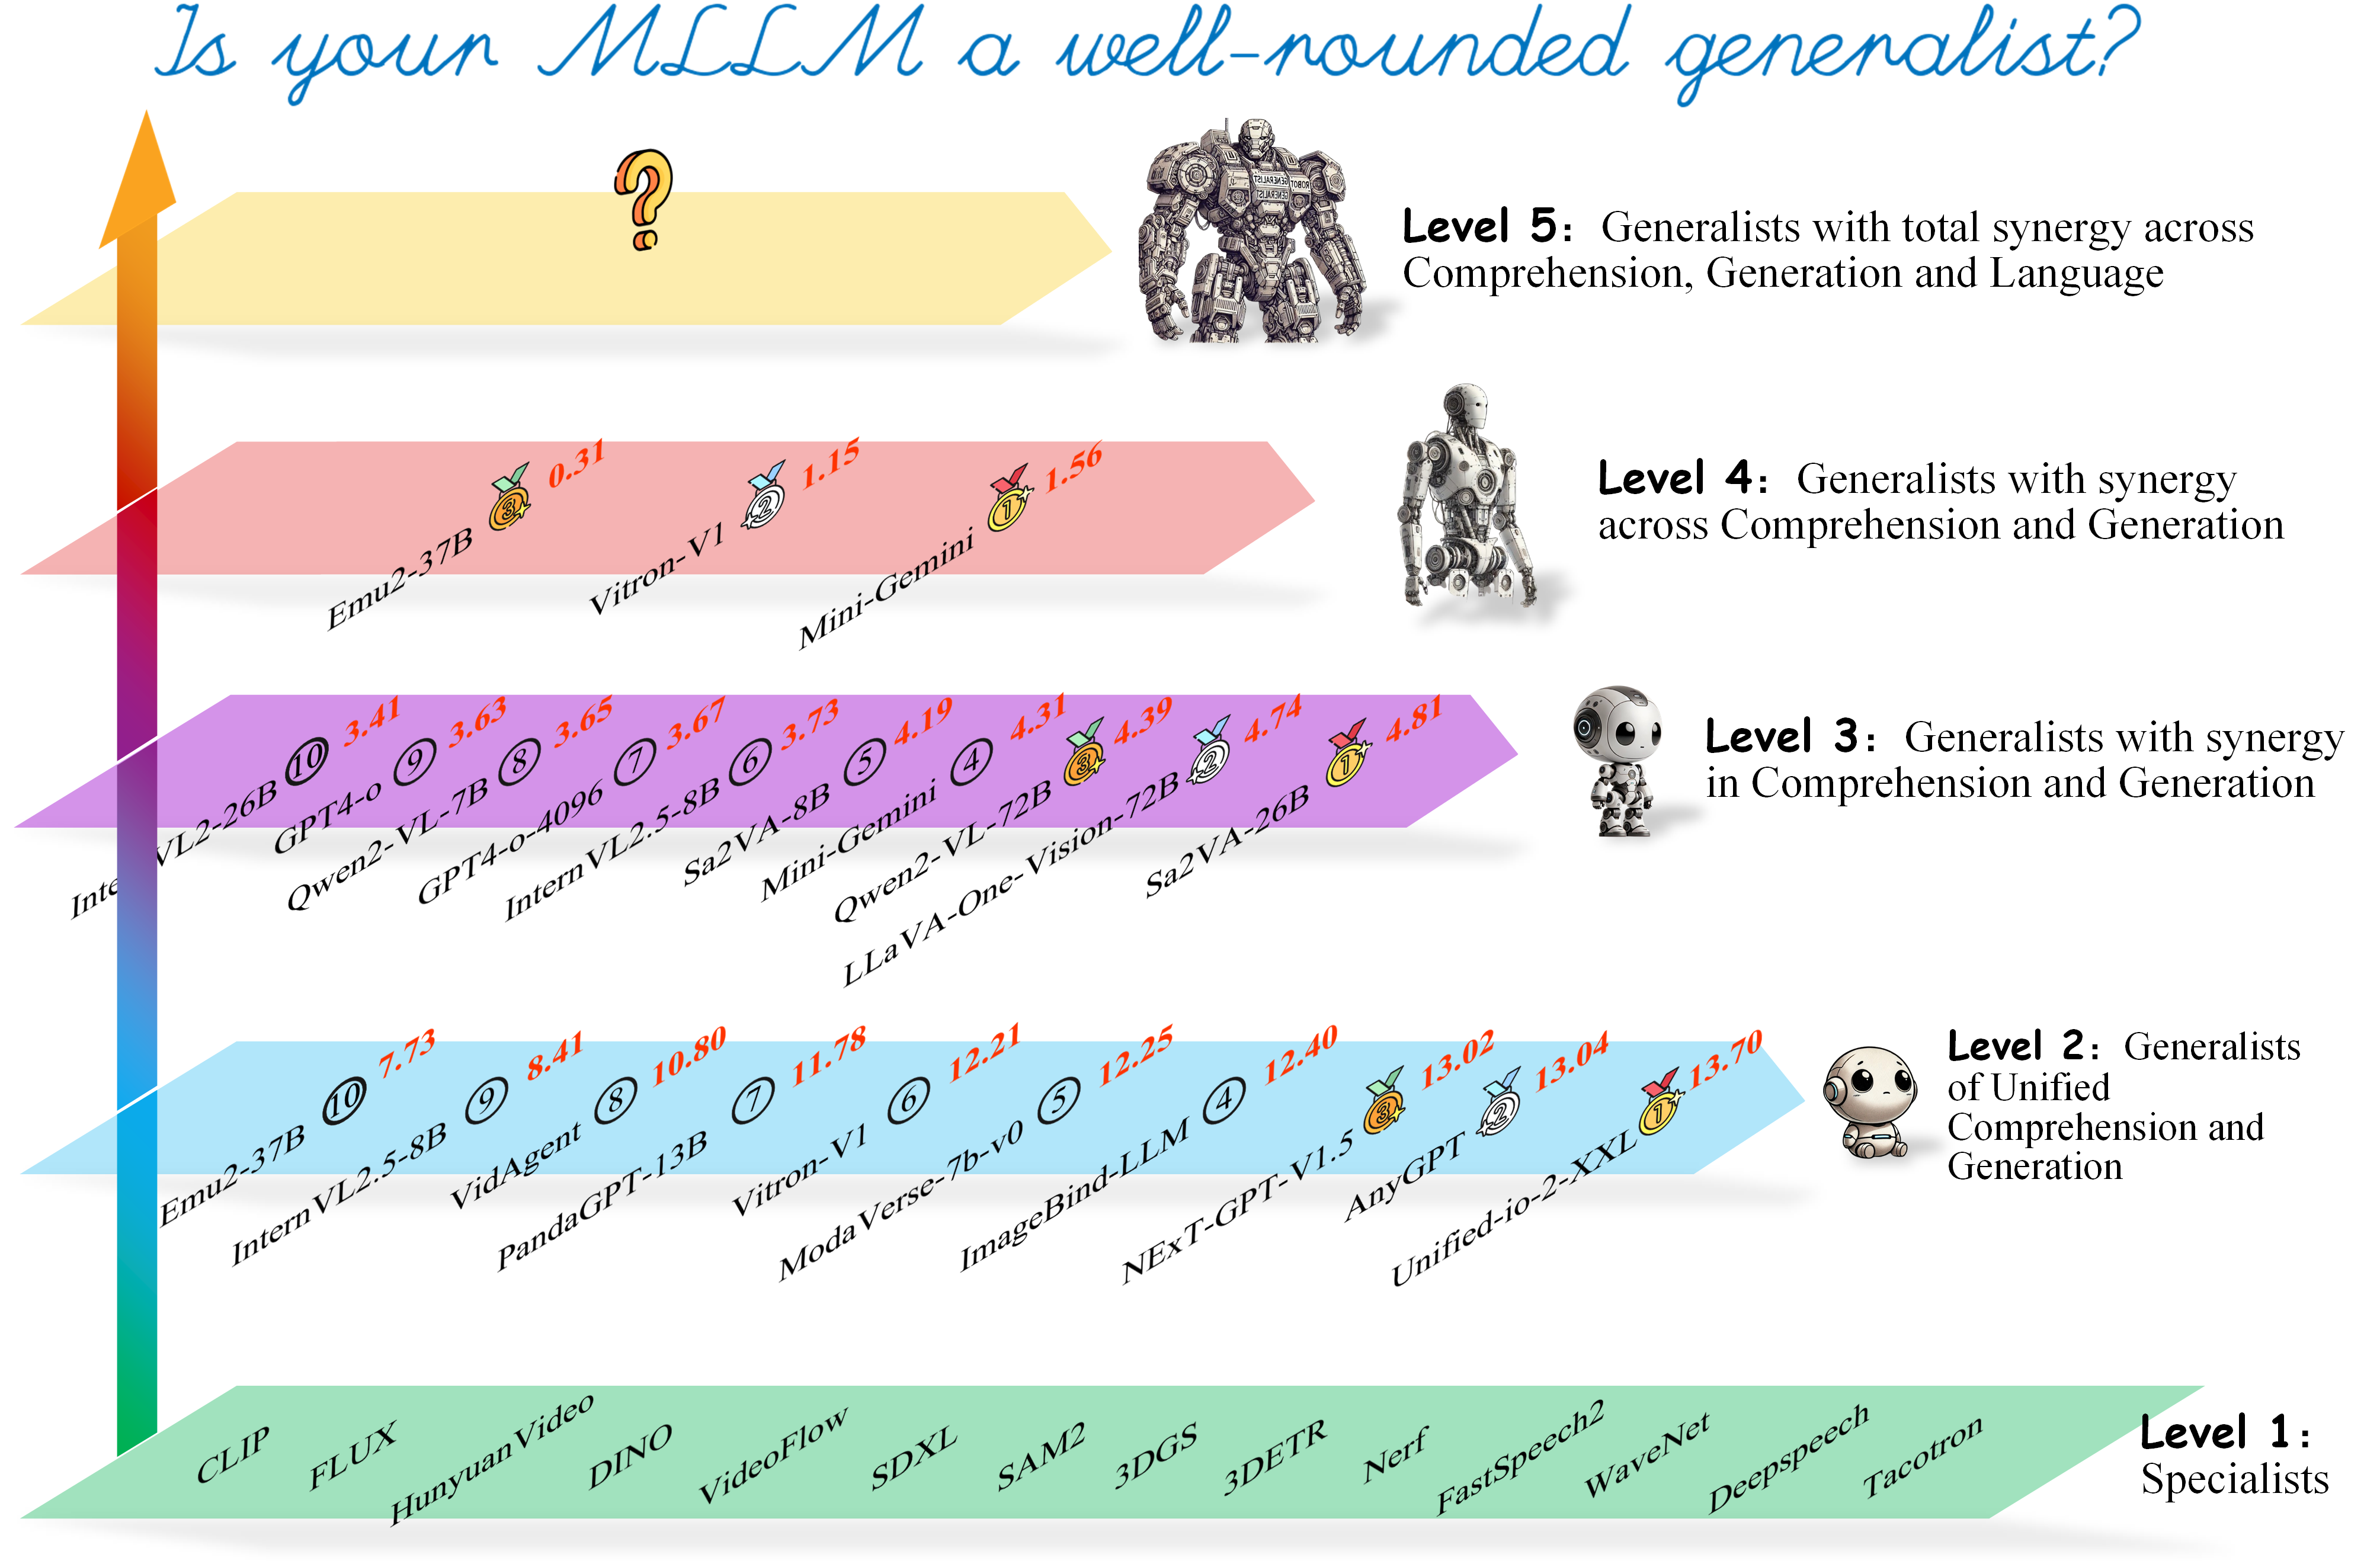 Is your MLLM a well-rounded generalist?
Level 5: Generalists with total synergy across
Comprehension, Generation and Language
Emu2-37B 3 0.31
Vitron-V1 2 1.15
Mini-Gemini 1 1.56
Level 4: Generalists with synergy
across Comprehension and Generation
InternVL2-26B 10 3.41
GPT4-o 9 3.63
Qwen2-VL-7B 8 3.65
GPT4-o-4096 7 3.67
InternVL2.5-8B 6 3.73
Sa2VA-8B 5 4.19
Mini-Gemini 4 4.31
Qwen2-VL-72B 3 4.39
LLaVA-One-Vision-72B 2 4.74
Sa2VA-26B 1 4.81
Level 3: Generalists with synergy
in Comprehension and Generation
Emu2-37B 10 7.73
InternVL2.5-8B 9 8.41
VidAgent 8 10.80
PandaGPT-13B 7 11.78
Vitron-V1 6 12.21
ModaVerse-7b-v0 5 12.25
ImageBind-LLM 4 12.40
NExT-GPT-V1.5 3 13.02
AnyGPT 2 13.04
Unified-io-2-XXL 1 13.70
Level 2: Generalists
of Unified
Comprehension and
Generation
CLIP
FLUX
HunyuanVideo
DINO
VideoFlow
SDXL
SAM2
3DGS
3DETR
Nerf
FastSpeech2
WaveNet
Deepspeech
Tacotron
Level 1:
Specialists